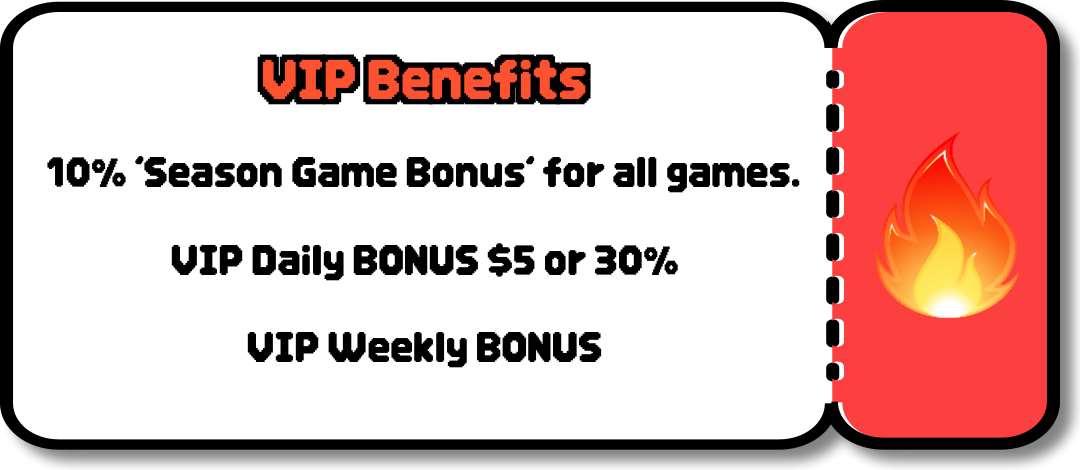 VIP Benefits
10% ‘Season Game Bonus‘ for all games.
VIP Daily BONUS $5 or 30%
VIP Weekly BONUS